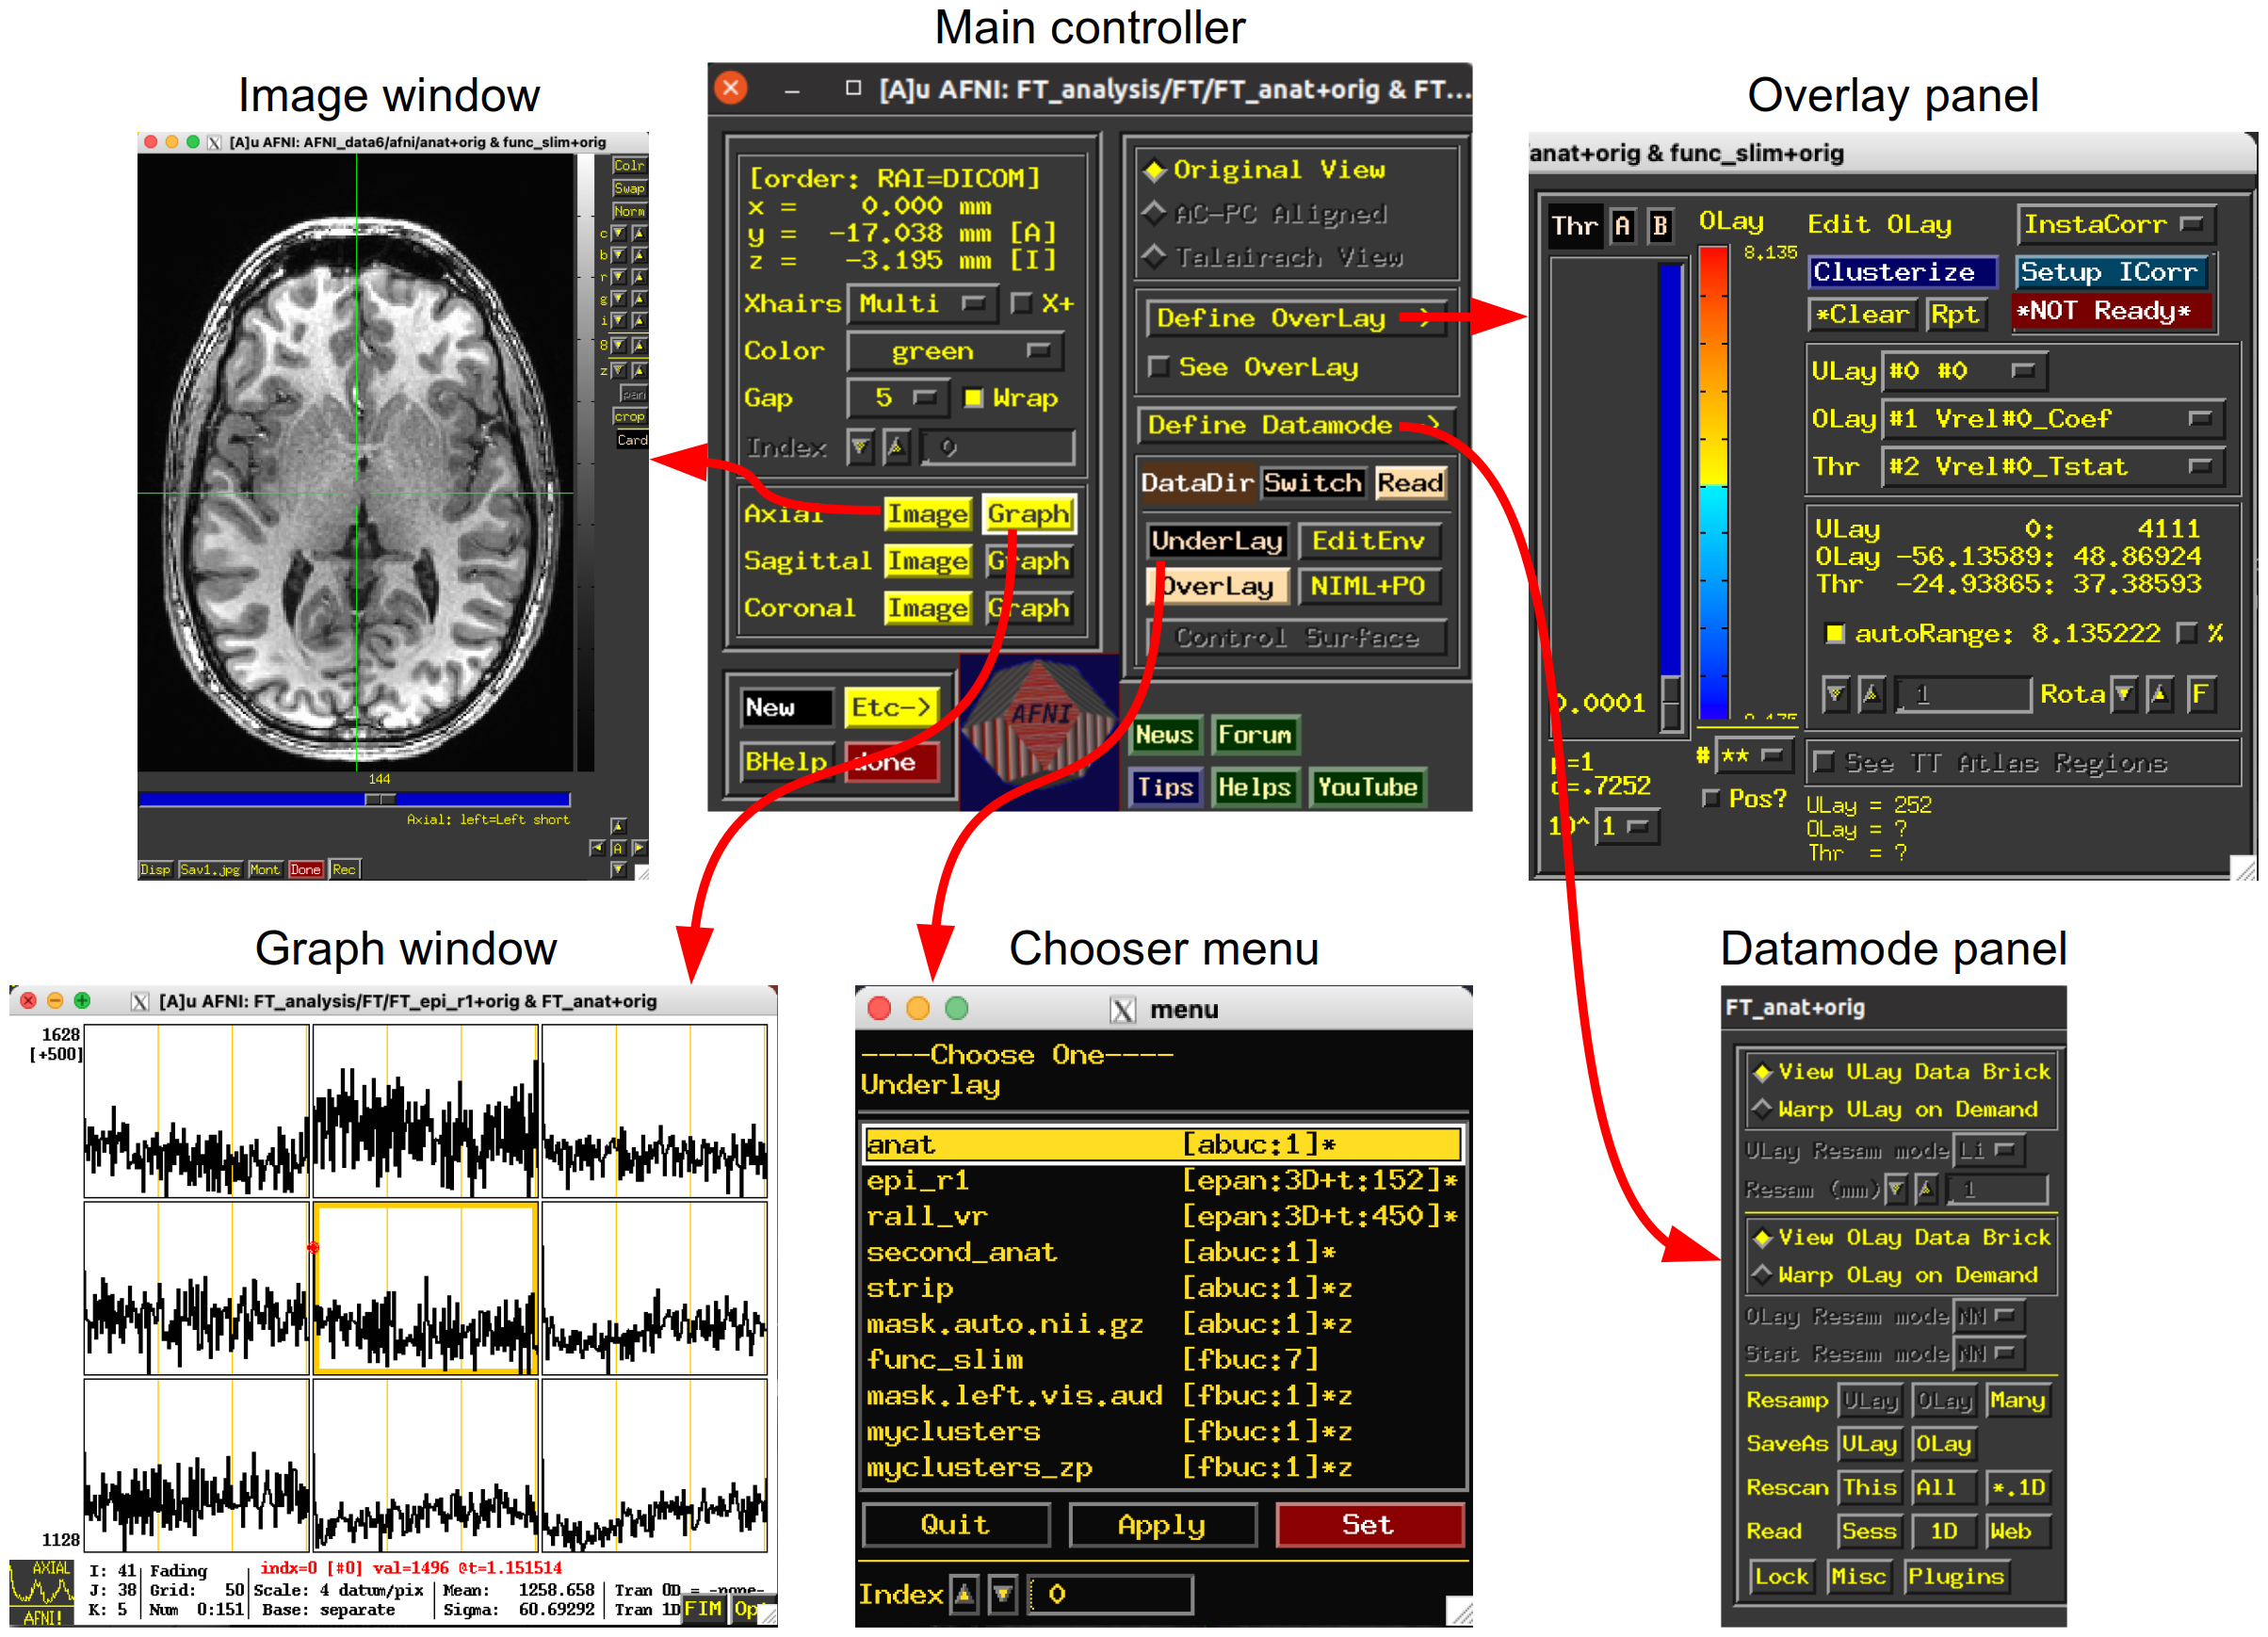 Main controller
Image window
Overlay panel
[A]u AFNI: FT_analysis/FT/FT_anat+orig & FT...
[A]u AFNI: AFNI_data6/afni/anat+orig & func_slim+orig
Colr
Swap
Norm
c
b
r
g
i
8
z
pan
crop
Card
144
Axial: left=Left short
A
Disp Sav1.jpg Mont Done Rec
[order: RAI=DICOM]
x = 0.000 mm
y = -17.038 mm [A]
z = -3.195 mm [I]
Xhairs Multi X+
Color green
Gap 5 Wrap
Index 0
Axial Image Graph
Sagittal Image Graph
Coronal Image Graph
New Etc->
BHelp done
AFNI
Original View
AC-PC Aligned
Talairach View
Define OverLay ->
See OverLay
Define Datamode ->
DataDir Switch Read
UnderLay EditEnv
OverLay NIML+PO
Control Surface
News Forum
Tips Helps YouTube
anat+orig & func_slim+orig
Thr A B OLay Edit OLay InstaCorr
8.135
Clusterize Setup ICorr
*Clear Rpt *NOT Ready*
ULay #0 #0
OLay #1 Vrel#0_Coef
Thr #2 Vrel#0_Tstat
ULay 0: 4111
OLay -56.13589: 48.86924
Thr -24.93865: 37.38593
autoRange: 8.135222 %
1 Rota F
0.0001
# **
See TT Atlas Regions
p=1
q=.7252
Pos?
10^ 1
ULay = 252
OLay = ?
Thr = ?
Graph window
Chooser menu
Datamode panel
[A]u AFNI: FT_analysis/FT/FT_epi_r1+orig & FT_anat+orig
1628
[+500]
1128
AXIAL
AFNI!
indx=0 [#0] val=1496 @t=1.151514
I: 41 Fading
J: 38 Grid: 50 Scale: 4 datum/pix Mean: 1258.658 Tran 0D = -none-
K: 5 Num 0:151 Base: separate Sigma: 60.69292 Tran 1D FIM
X menu
----Choose One----
Underlay
anat [abuc:1]*
epi_r1 [epan:3D+t:152]*
rall_vr [epan:3D+t:450]*
second_anat [abuc:1]*
strip [abuc:1]*z
mask.auto.nii.gz [abuc:1]*z
func_slim [fbuc:7]
mask.left.vis.aud [fbuc:1]*z
myclusters [fbuc:1]*z
myclusters_zp [fbuc:1]*z
Quit Apply Set
Index 0
FT_anat+orig
View ULay Data Brick
Warp ULay on Demand
ULay Resam mode Li
Resam (mm) 1
View OLay Data Brick
Warp OLay on Demand
OLay Resam mode NN
Stat Resam mode NN
Resamp ULay OLay Many
SaveAs ULay OLay
Rescan This All *.1D
Read Sess 1D Web
Lock Misc Plugins